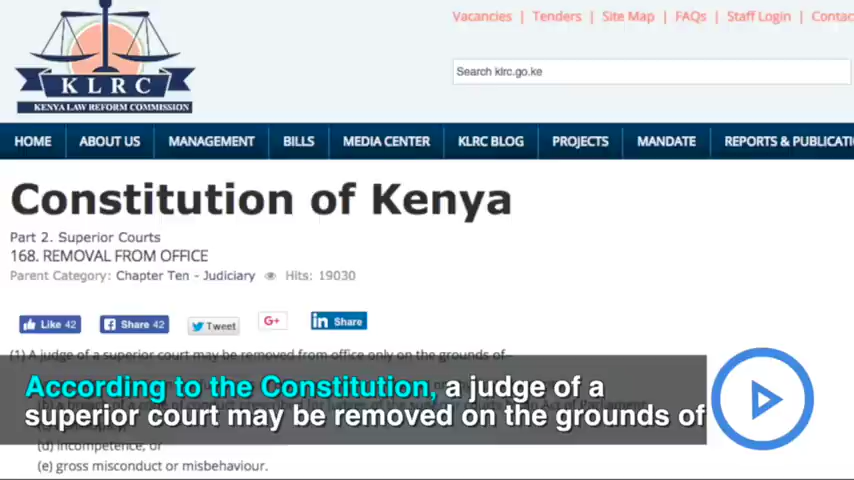 Vacancies | Tenders | Site Map | FAQs | Staff Login | Contac
KLRC
KENYA LAW REFORM COMMISSION
Search klrc.go.ke
HOME ABOUT US MANAGEMENT BILLS MEDIA CENTER KLRC BLOG PROJECTS MANDATE REPORTS & PUBLICATI
Constitution of Kenya
Part 2. Superior Courts
168. REMOVAL FROM OFFICE
Parent Category: Chapter Ten - Judiciary Hits: 19030
Like 42 Share 42 Tweet G+ in Share
(1) A judge of a superior court may be removed from office only on the grounds of-
According to the Constitution, a judge of a
superior court may be removed on the grounds of
(d) incompetence; or
(e) gross misconduct or misbehaviour.